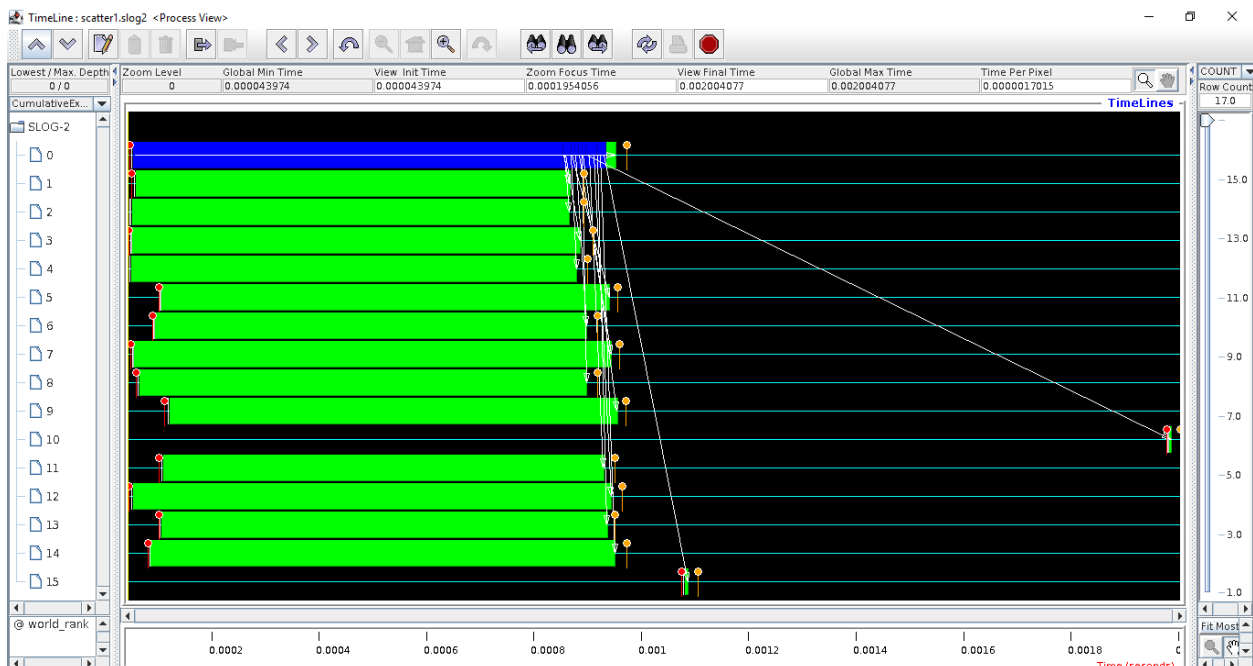 TimeLine : scatter1.slog2 <Process View>
Lowest / Max. Depth
0 / 0
Zoom Level Global Min Time View Init Time Zoom Focus Time View Final Time Global Max Time Time Per Pixel
0 0.000043974 0.000043974 0.0001954056 0.002004077 0.002004077 0.0000017015
COUNT
Row Count
17.0
CumulativeEx...
TimeLines
SLOG-2
0
1
2
3
4
5
6
7
8
9
10
11
12
13
14
15
15.0
13.0
11.0
9.0
7.0
5.0
3.0
1.0
@ world_rank
Fit Most
0.0002 0.0004 0.0006 0.0008 0.001 0.0012 0.0014 0.0016 0.0018
Time (seconds)